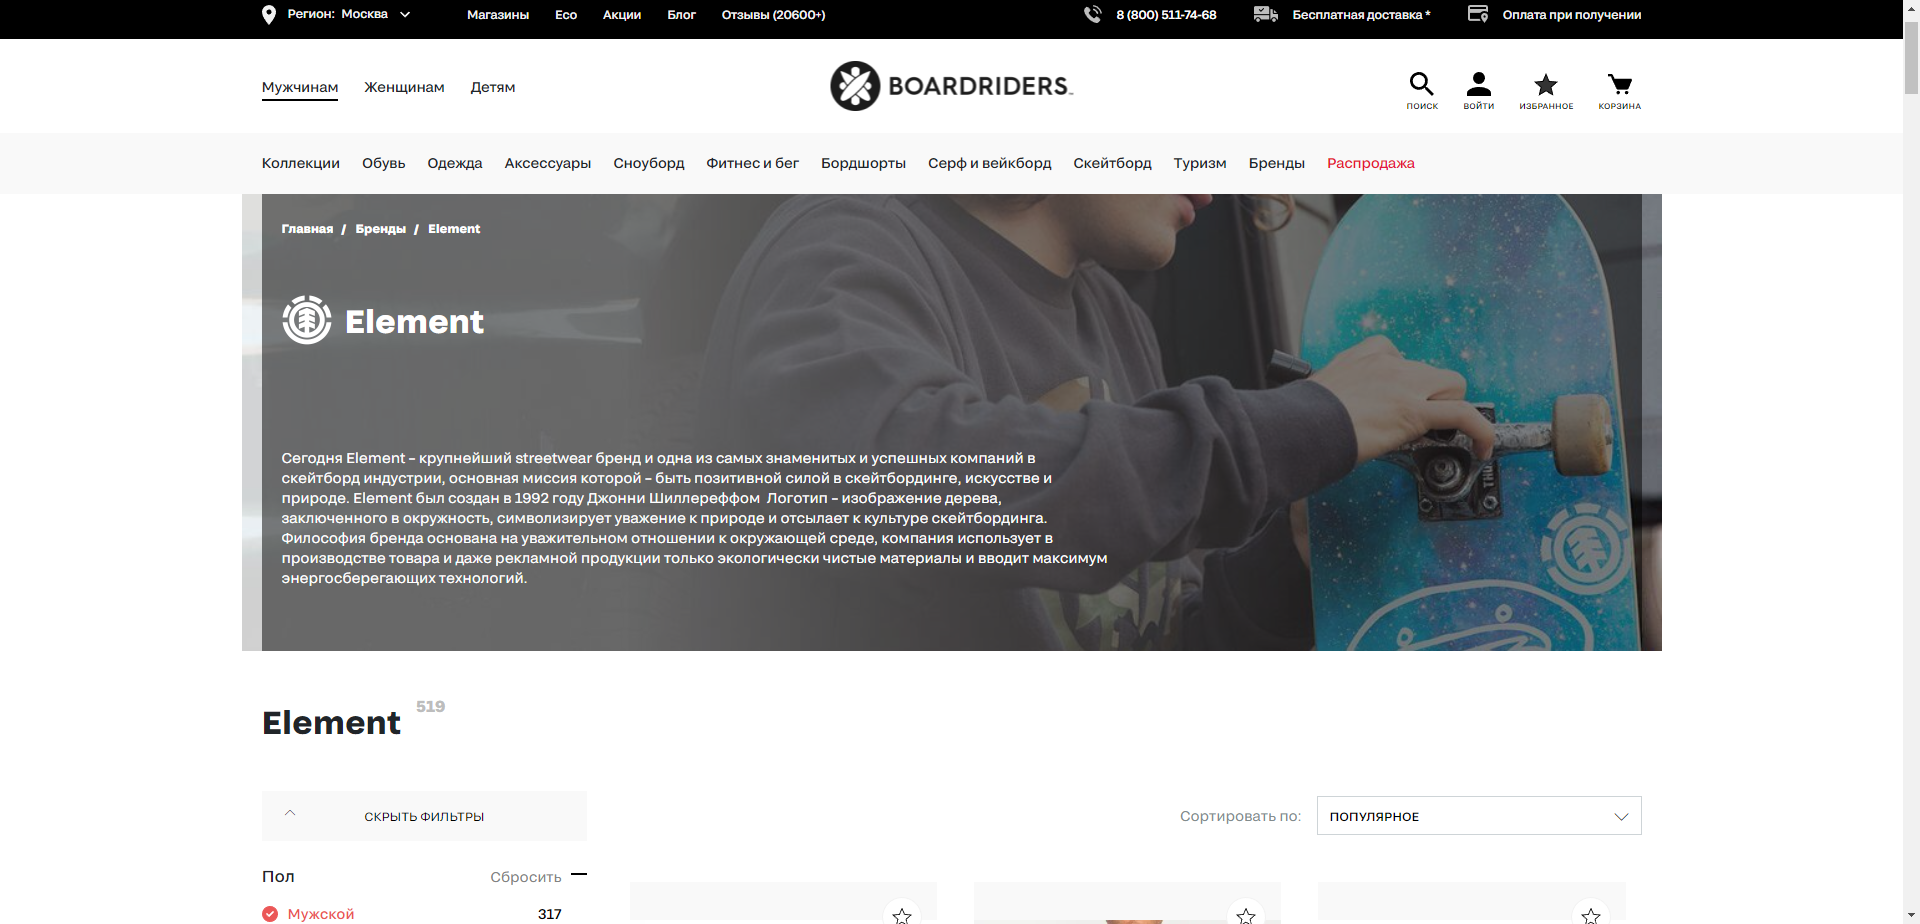 Регион: Москва
Магазины Eco Акции Блог Отзывы (20600+)
8 (800) 511-74-68 Бесплатная доставка * Оплата при получении
Мужчинам Женщинам Детям
BOARDRIDERS
ПОИСК ВОЙТИ ИЗБРАННОЕ КОРЗИНА
Коллекции Обувь Одежда Аксессуары Сноуборд Фитнес и бег Бордшорты Серф и вейкборд Скейтборд Туризм Бренды Распродажа
Главная / Бренды / Element
Element
Сегодня Element – крупнейший streetwear бренд и одна из самых знаменитых и успешных компаний в
скейтборд индустрии, основная миссия которой – быть позитивной силой в скейтбординге, искусстве и
природе. Element был создан в 1992 году Джонни Шиллереффом Логотип – изображение дерева,
заключенного в окружность, символизирует уважение к природе и отсылает к культуре скейтбординга.
Философия бренда основана на уважительном отношении к окружающей среде, компания использует в
производстве товара и даже рекламной продукции только экологически чистые материалы и вводит максимум
энергосберегающих технологий.
Element 519
СКРЫТЬ ФИЛЬТРЫ
Сортировать по: ПОПУЛЯРНОЕ
Пол Сбросить
Мужской 317